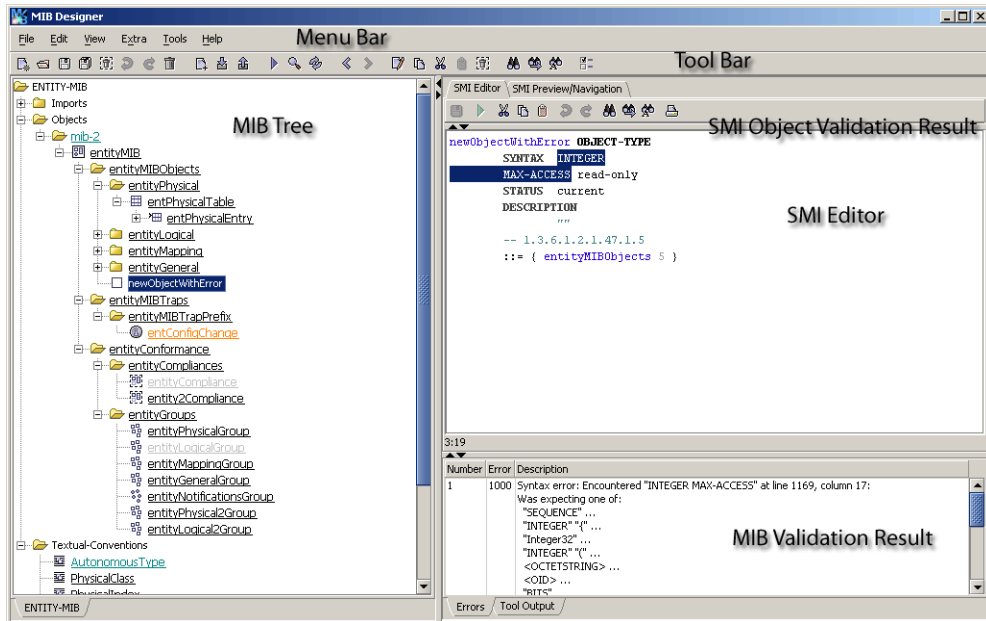 MIB Designer
File Edit View Extra Tools Help
Menu Bar
Tool Bar
ENTITY-MIB
Imports
Objects
mib-2
entityMIB
entityMIBObjects
entityPhysical
entPhysicalTable
entPhysicalEntry
entityLogical
entityMapping
entityGeneral
newObjectWithError
entityMIBTraps
entityMIBTrapPrefix
entConfigChange
entityConformance
entityCompliances
entityCompliance
entity2Compliance
entityGroups
entityPhysicalGroup
entityLogicalGroup
entityMappingGroup
entityGeneralGroup
entityNotificationsGroup
entityPhysical2Group
entityLogical2Group
Textual-Conventions
AutonomousType
PhysicalClass
PhysicalIndex
ENTITY-MIB
MIB Tree
SMI Editor SMI Preview/Navigation
SMI Object Validation Result
newObjectWithError OBJECT-TYPE
SYNTAX INTEGER
MAX-ACCESS read-only
STATUS current
DESCRIPTION
""
-- 1.3.6.1.2.1.47.1.5
::= { entityMIBObjects 5 }
SMI Editor
3:19
Number Error Description
1 1000 Syntax error: Encountered "INTEGER MAX-ACCESS" at line 1169, column 17:
Was expecting one of:
"SEQUENCE" ...
"INTEGER" "{" ...
"Integer32" ...
"INTEGER" "(" ...
<OCTETSTRING> ...
<OID> ...
"BITS"
MIB Validation Result
Errors Tool Output